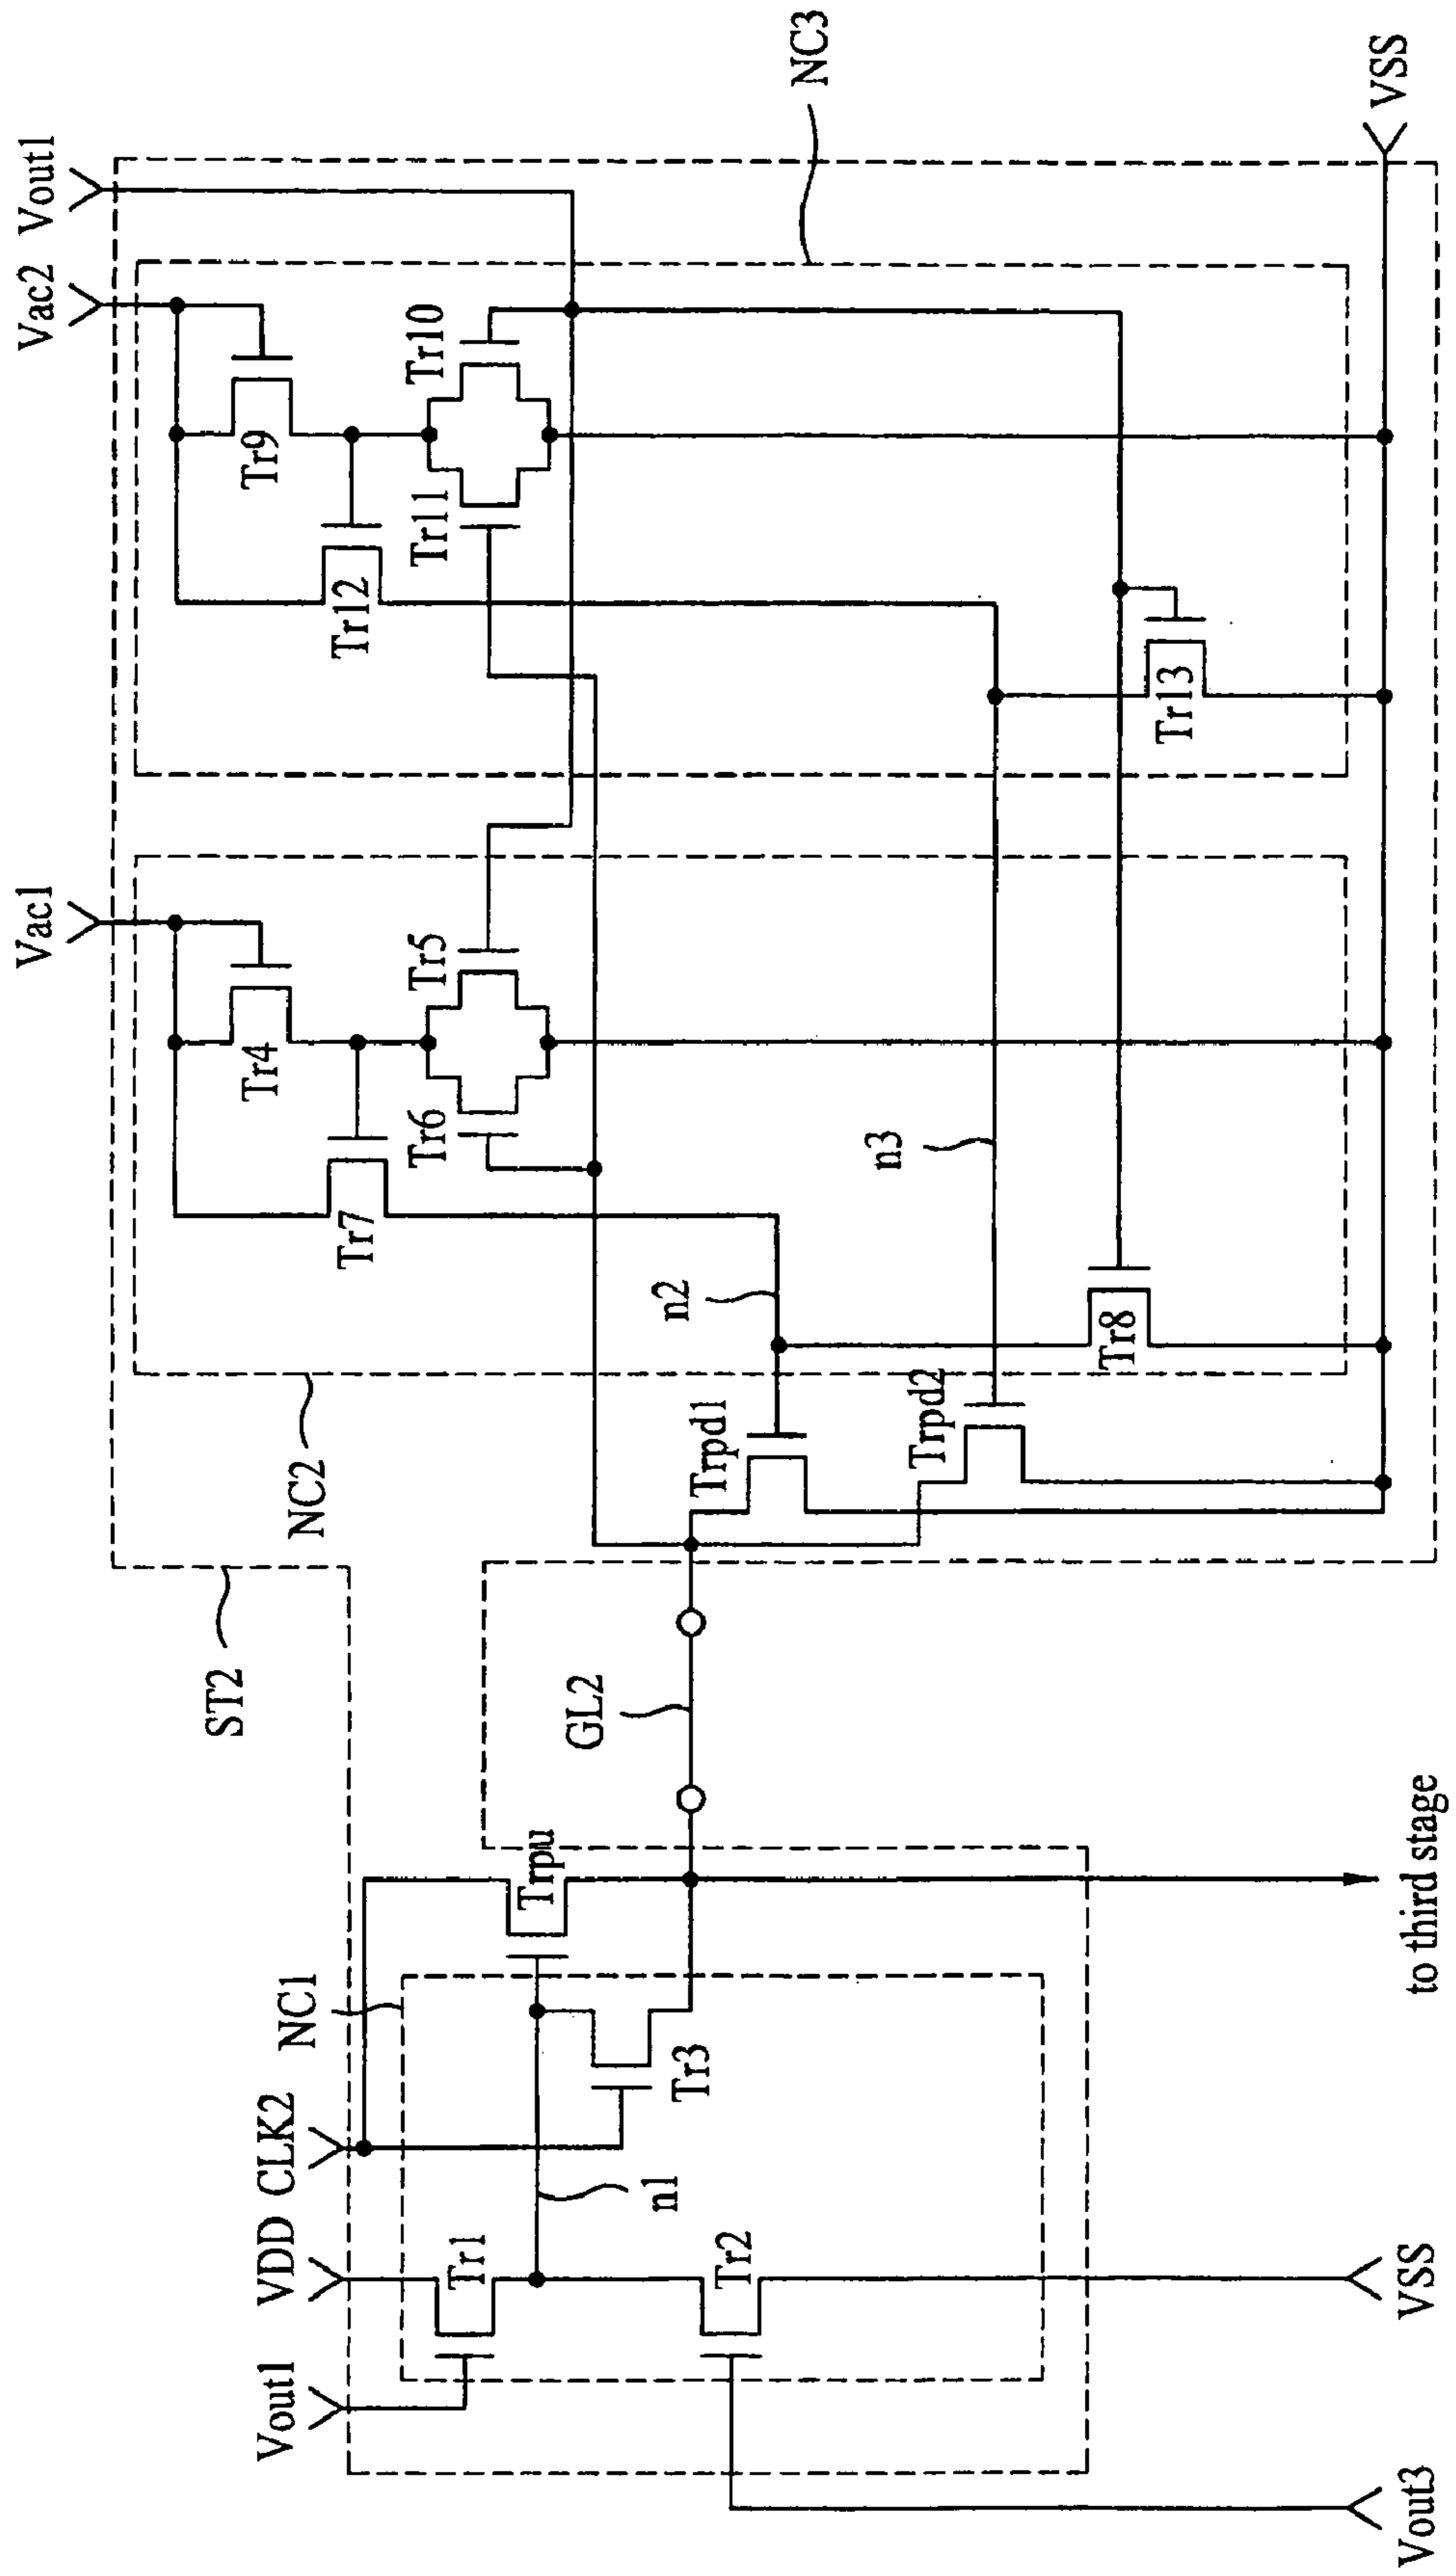 Vout1
VDD
CLK2
NC1
ST2
NC2
Vac1
Vac2
Vout1
NC3
Tr1
n1
Tr2
Tr3
Trpu
GL2
Trpd1
Trpd2
n2
n3
Tr7
Tr4
Tr6
Tr5
Tr8
Tr12
Tr9
Tr11
Tr10
Tr13
Vout3
VSS
to third stage
VSS